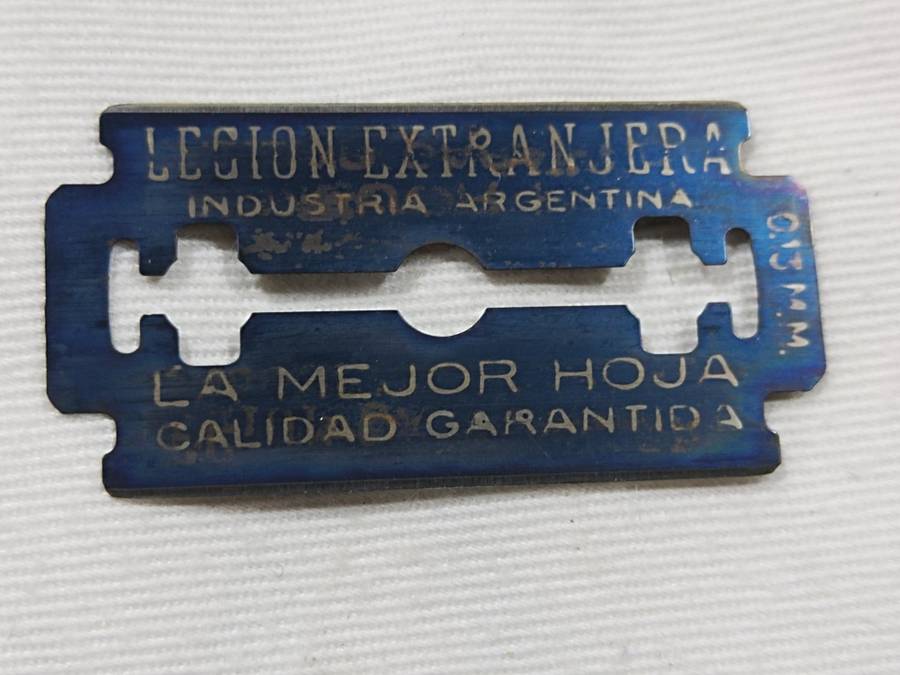 LEGION EXTRANJERA
INDUSTRIA ARGENTINA
0.13 M.M.
LA MEJOR HOJA
CALIDAD GARANTIDA